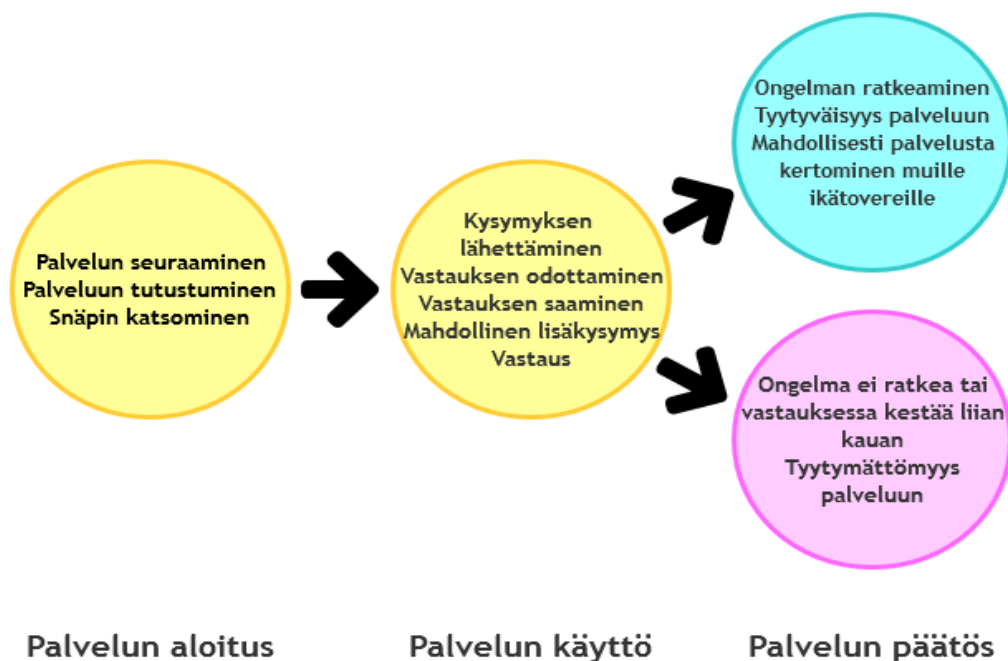 Palvelun seuraaminen
Palveluun tutustuminen
Snäpin katsominen
Kysymyksen
lähettäminen
Vastauksen odottaminen
Vastauksen saaminen
Mahdollinen lisäkysymys
Vastaus
Ongelman ratkeaminen
Tyytyväisyys palveluun
Mahdollisesti palvelusta
kertominen muille
ikätovereille
Ongelma ei ratkea tai
vastauksessa kestää liian
kauan
Tyytymättömyys
palveluun
Palvelun aloitus
Palvelun käyttö
Palvelun päätös